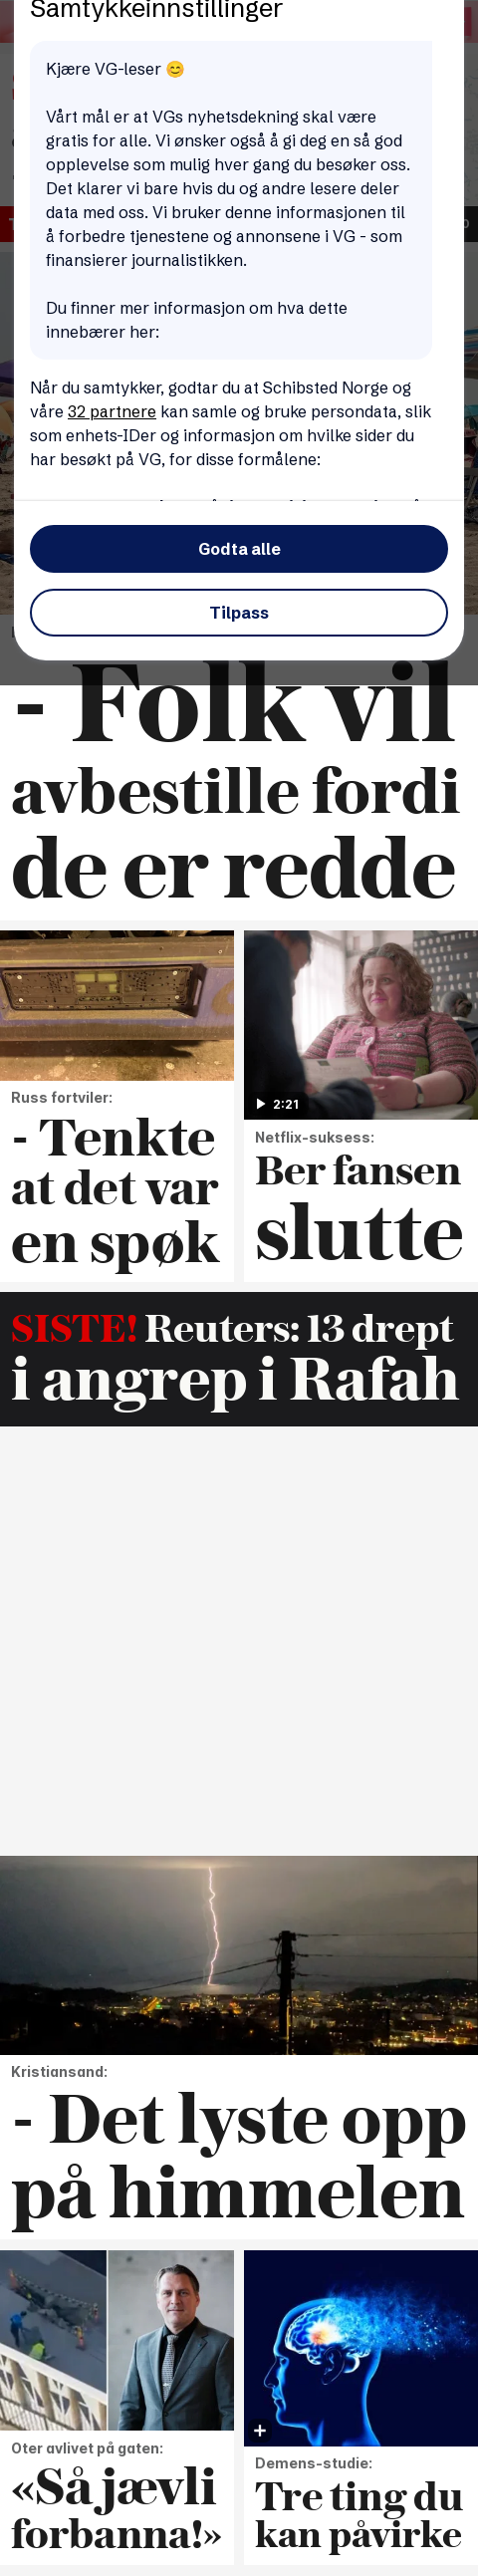 Samtykkeinnstillinger
Kjære VG-leser 😊
Vårt mål er at VGs nyhetsdekning skal være
gratis for alle. Vi ønsker også å gi deg en så god
opplevelse som mulig hver gang du besøker oss.
Det klarer vi bare hvis du og andre lesere deler
data med oss. Vi bruker denne informasjonen til
å forbedre tjenestene og annonsene i VG - som
finansierer journalistikken.
Du finner mer informasjon om hva dette
innebærer her:
Når du samtykker, godtar du at Schibsted Norge og
våre 32 partnere kan samle og bruke persondata, slik
som enhets-IDer og informasjon om hvilke sider du
har besøkt på VG, for disse formålene:
Godta alle
Tilpass
- Folk vil
avbestille fordi
de er redde
Russ fortviler:
- Tenkte
at det var
en spøk
2:21
Netflix-suksess:
Ber fansen
slutte
SISTE! Reuters: 13 drept
i angrep i Rafah
Kristiansand:
- Det lyste opp
på himmelen
Oter avlivet på gaten:
«Så jævli
forbanna!»
Demens-studie:
Tre ting du
kan påvirke